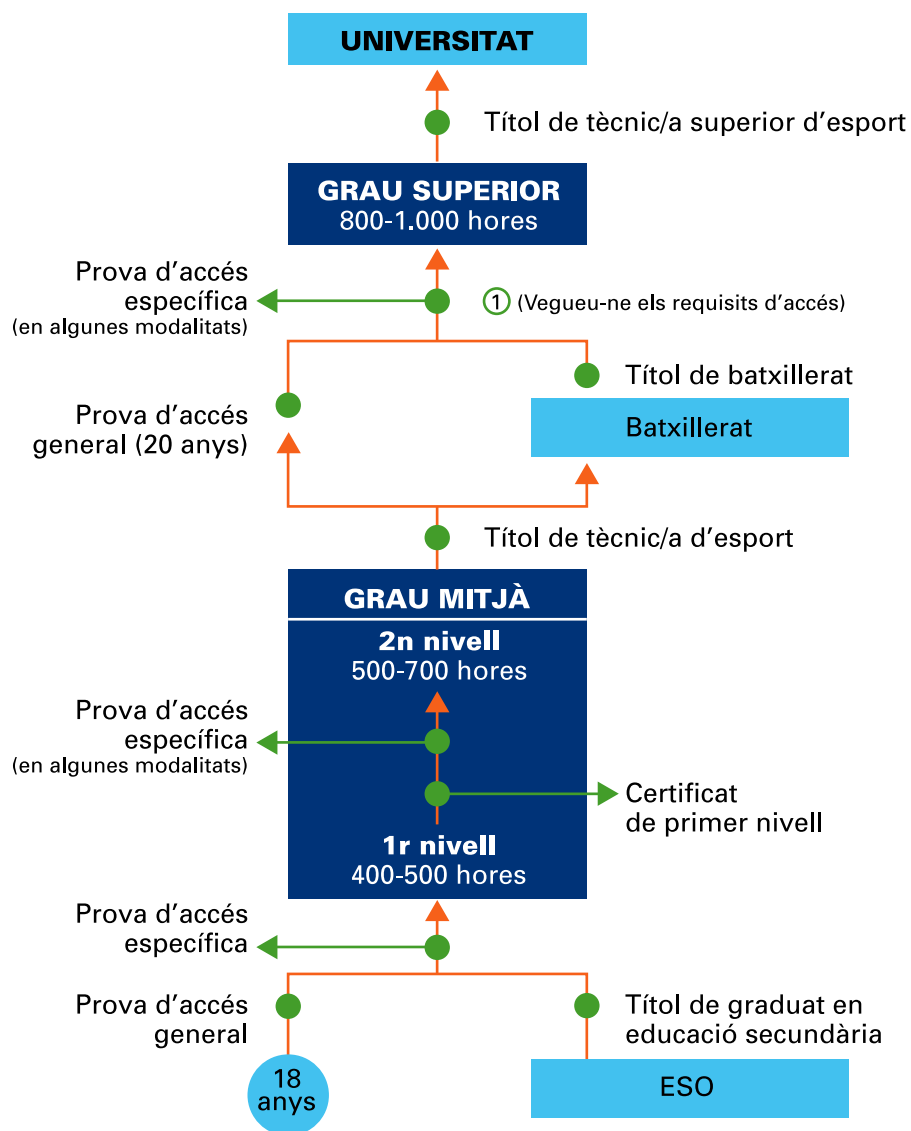 UNIVERSITAT
Títol de tècnic/a superior d’esport
GRAU SUPERIOR
800-1.000 hores
Prova d’accés
específica
(en algunes modalitats)
1 (Vegueu-ne els requisits d’accés)
Títol de batxillerat
Prova d’accés
general (20 anys)
Batxillerat
Títol de tècnic/a d’esport
GRAU MITJÀ
2n nivell
500-700 hores
Prova d’accés
específica
(en algunes modalitats)
Certificat
de primer nivell
1r nivell
400-500 hores
Prova d’accés
específica
Prova d’accés
general
Títol de graduat en
educació secundària
18
anys
ESO